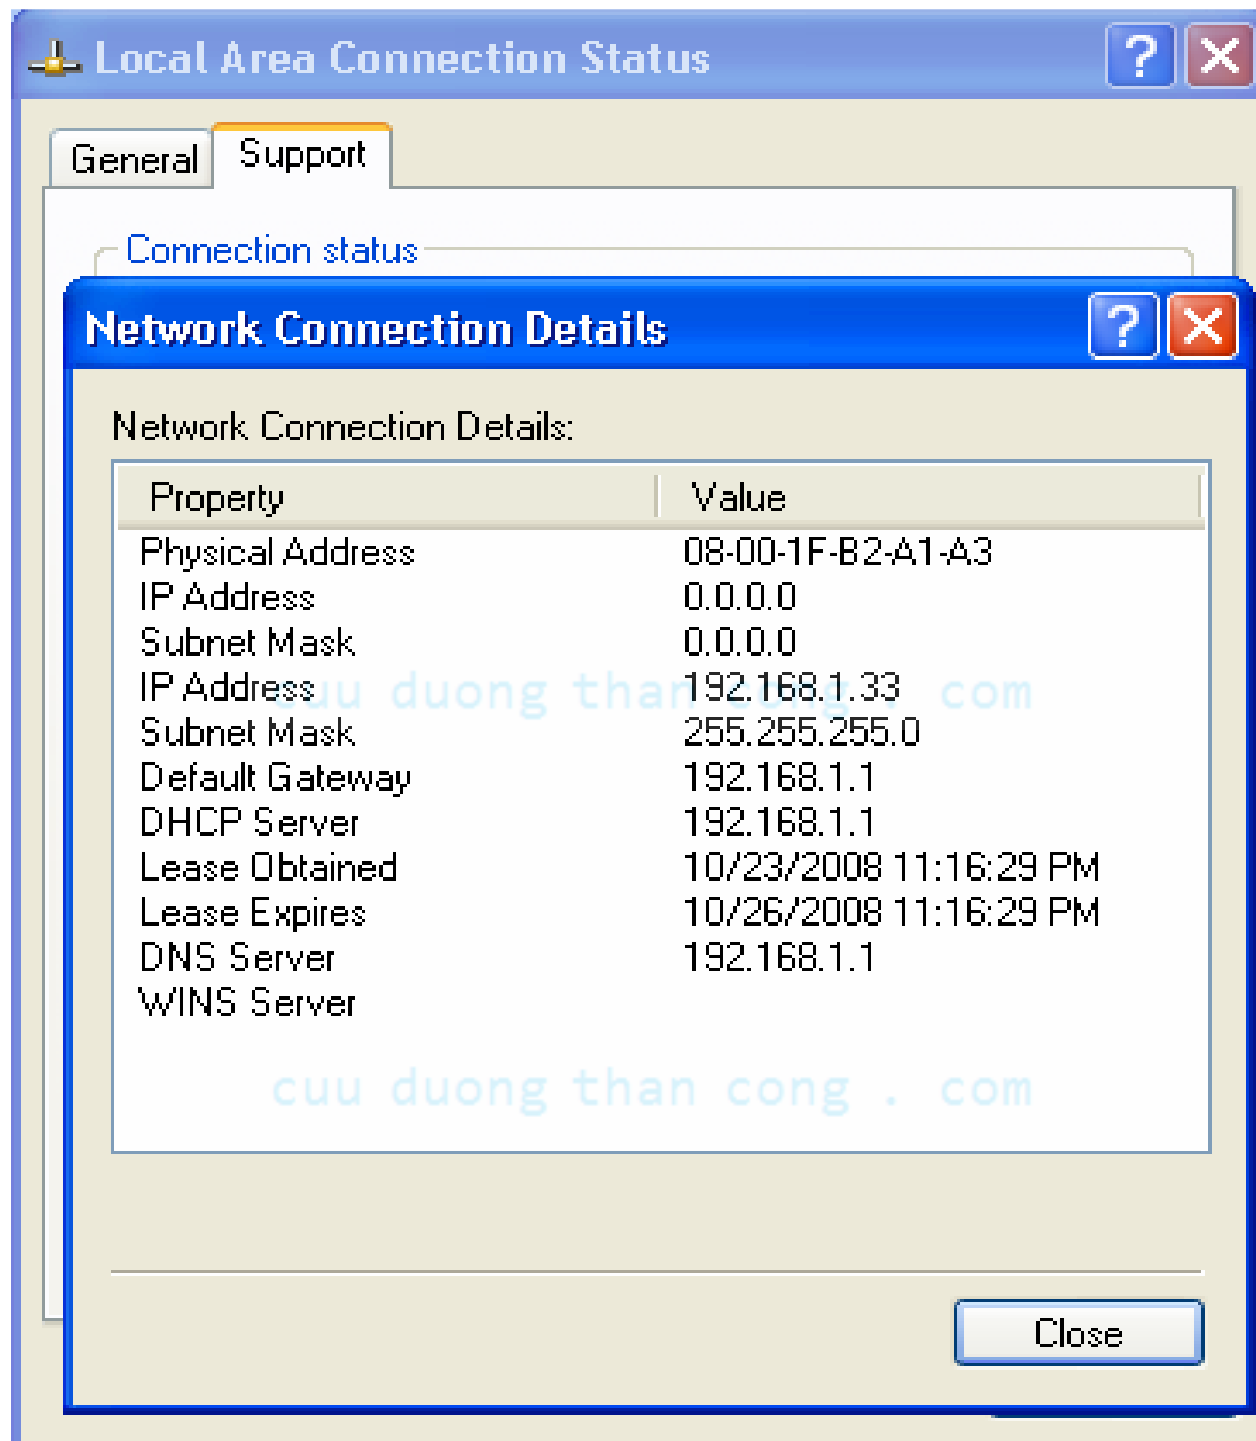 Local Area Connection Status
General Support
Connection status
Network Connection Details
Network Connection Details:
Property Value
Physical Address 08-00-1F-B2-A1-A3
IP Address 0.0.0.0
Subnet Mask 0.0.0.0
IP Address 192.168.1.33
cuu duong than cong . com
Subnet Mask 255.255.255.0
Default Gateway 192.168.1.1
DHCP Server 192.168.1.1
Lease Obtained 10/23/2008 11:16:29 PM
Lease Expires 10/26/2008 11:16:29 PM
DNS Server 192.168.1.1
WINS Server
cuu duong than cong . com
Close